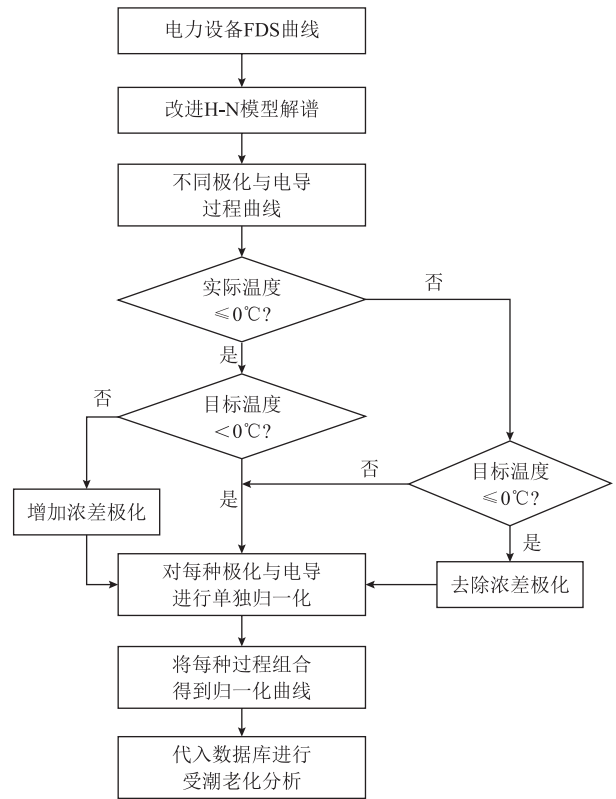 电力设备FDS曲线
改进H-N模型解谱
不同极化与电导
过程曲线
实际温度
≤0℃?
否
是
目标温度
<0℃?
否
是
目标温度
≤0℃?
否
是
增加浓差极化
去除浓差极化
对每种极化与电导
进行单独归一化
将每种过程组合
得到归一化曲线
代入数据库进行
受潮老化分析